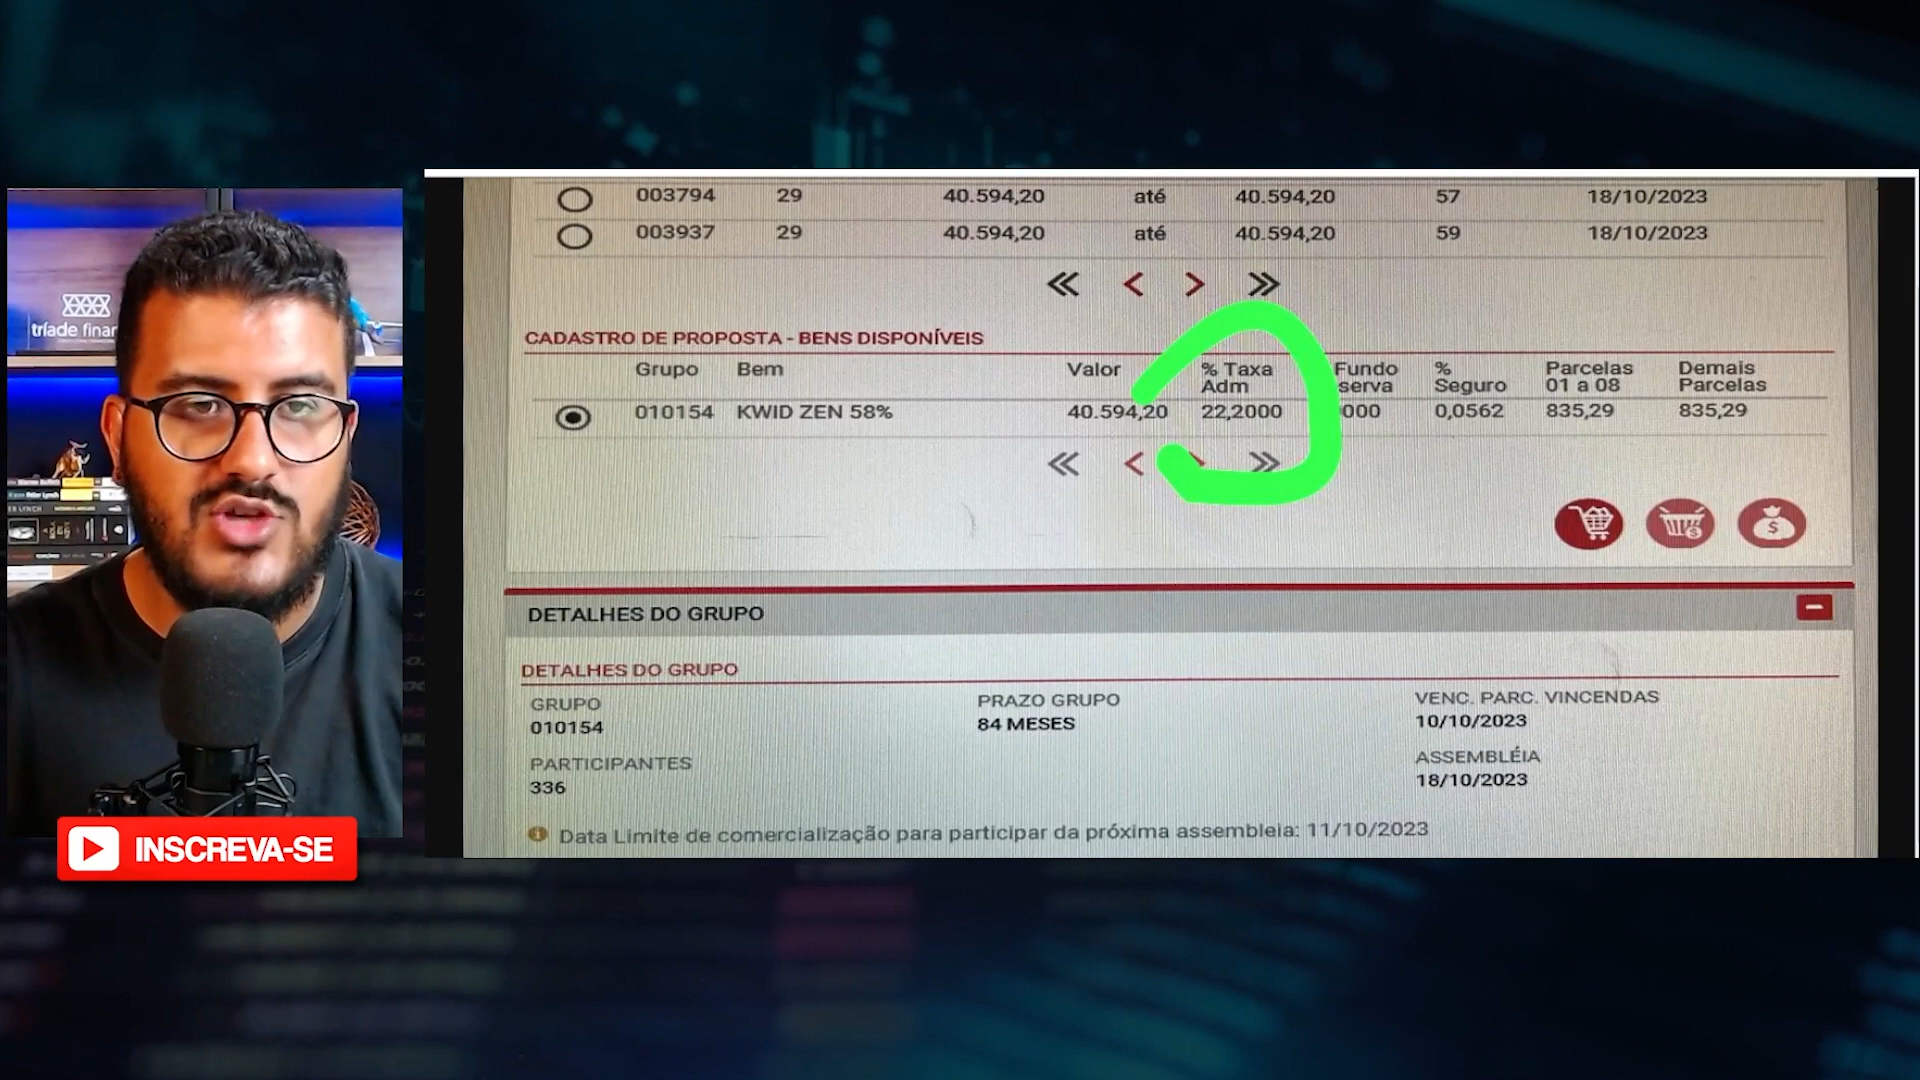 003794 29 40.594,20 até 40.594,20 57 18/10/2023
003937 29 40.594,20 até 40.594,20 59 18/10/2023
CADASTRO DE PROPOSTA - BENS DISPONÍVEIS
Grupo Bem Valor % Taxa Adm Fundo serva % Seguro Parcelas 01 a 08 Demais Parcelas
010154 KWID ZEN 58% 40.594,20 22,2000 000 0,0562 835,29 835,29
DETALHES DO GRUPO
DETALHES DO GRUPO
GRUPO PRAZO GRUPO VENC. PARC. VINCENDAS
010154 84 MESES 10/10/2023
PARTICIPANTES ASSEMBLÉIA
336 18/10/2023
Data Limite de comercialização para participar da próxima assembleia: 11/10/2023
tríade finan
INSCREVA-SE